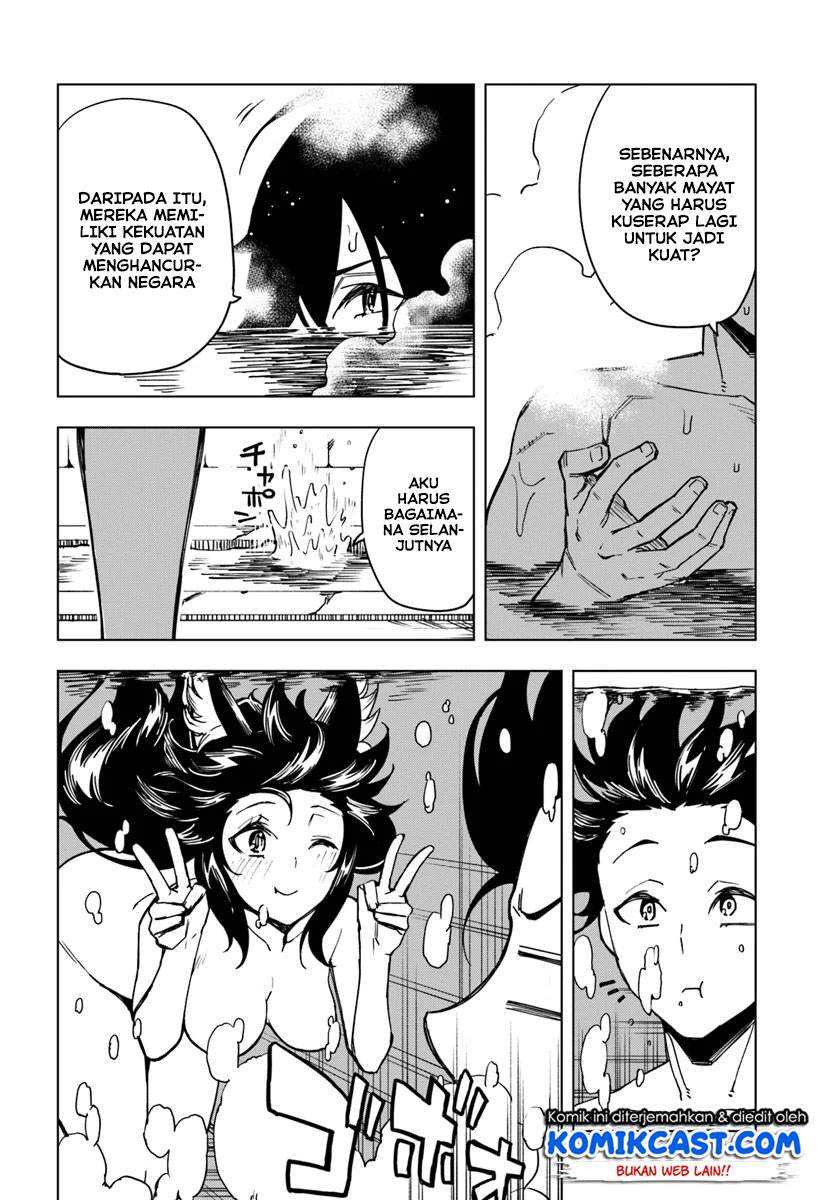 SEBENARNYA,
SEBERAPA
BANYAK MAYAT
YANG HARUS
KUSERAP LAGI
UNTUK JADI
KUAT?
DARIPADA ITU,
MEREKA MEMI-
LIKI KEKUATAN
YANG DAPAT
MENGHANCUR-
KAN NEGARA
AKU
HARUS
BAGAIMA-
NA SELAN-
JUTNYA
チャポン
ゴボゴボ
Komik ini diterjemahkan & diedit oleh
KOMIKCAST.COM
BUKAN WEB LAIN!!